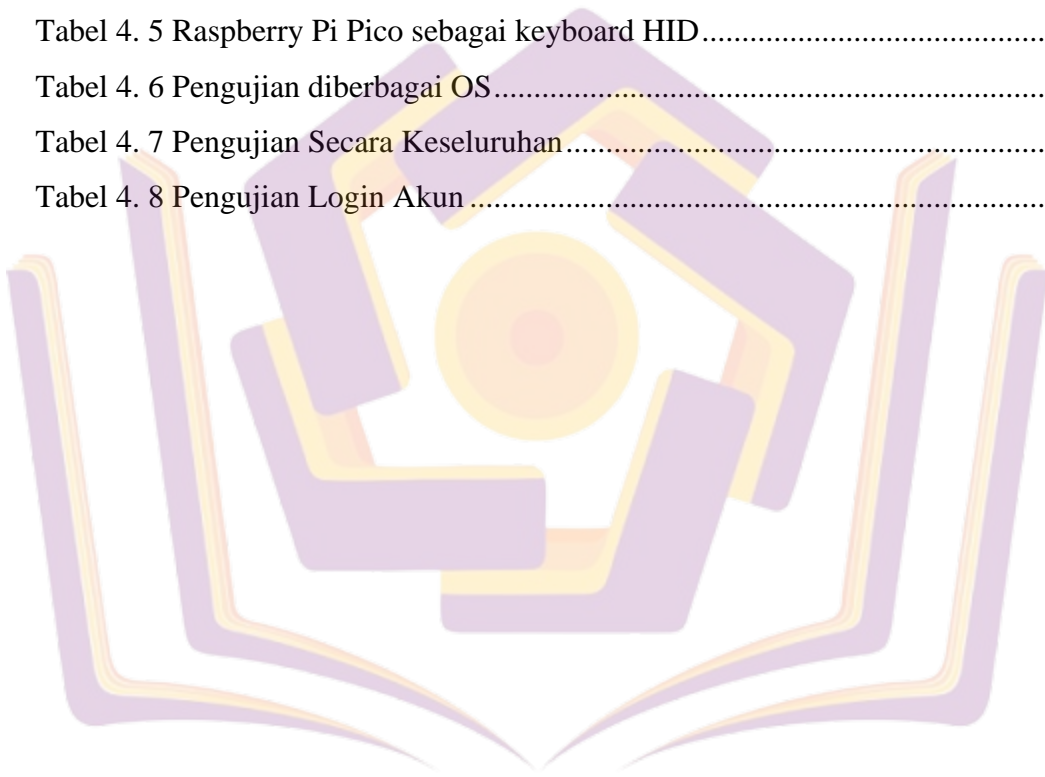 Tabel 4. 5 Raspberry Pi Pico sebagai keyboard HID.......................................
Tabel 4. 6 Pengujian diberbagai OS.................................................................
Tabel 4. 7 Pengujian Secara Keseluruhan........................................................
Tabel 4. 8 Pengujian Login Akun ....................................................................